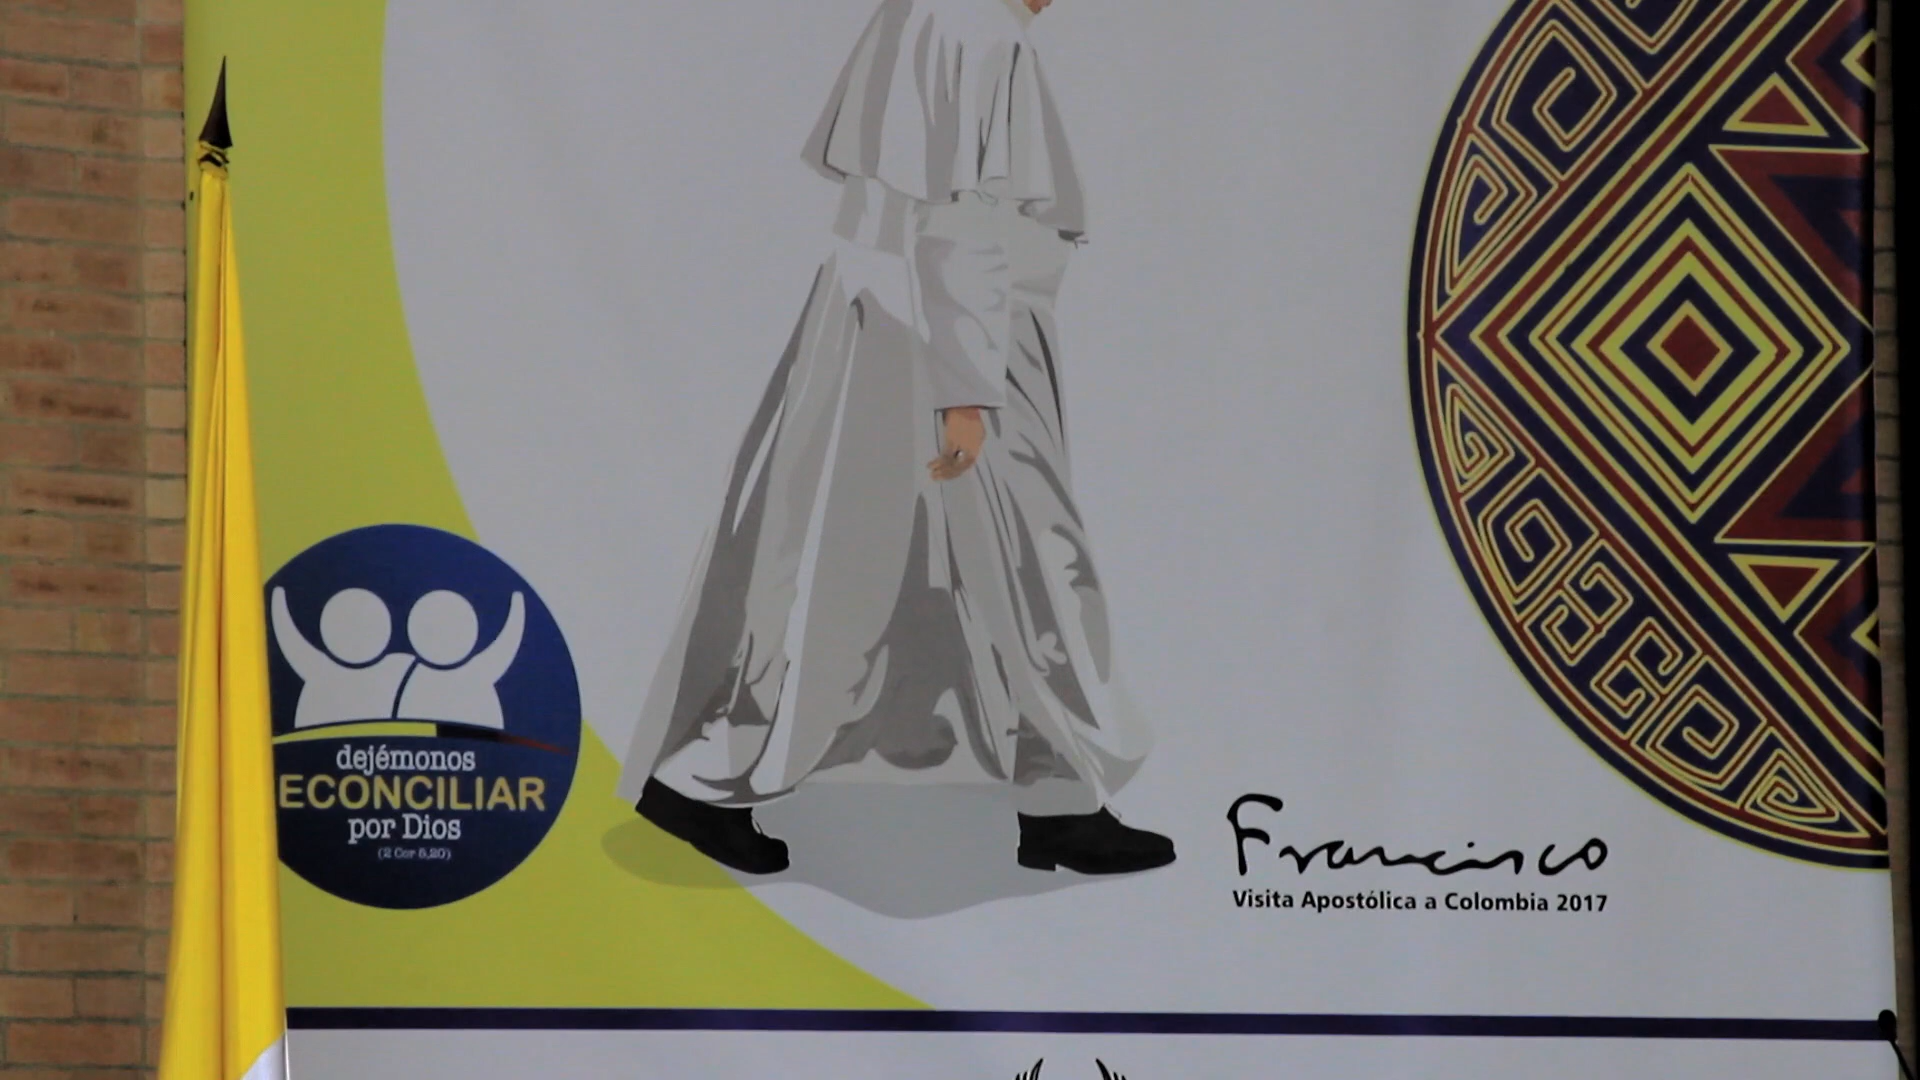 dejémonos
ECONCILIAR
por Dios
(2 Cor 5,20)
Francisco
Visita Apostólica a Colombia 2017